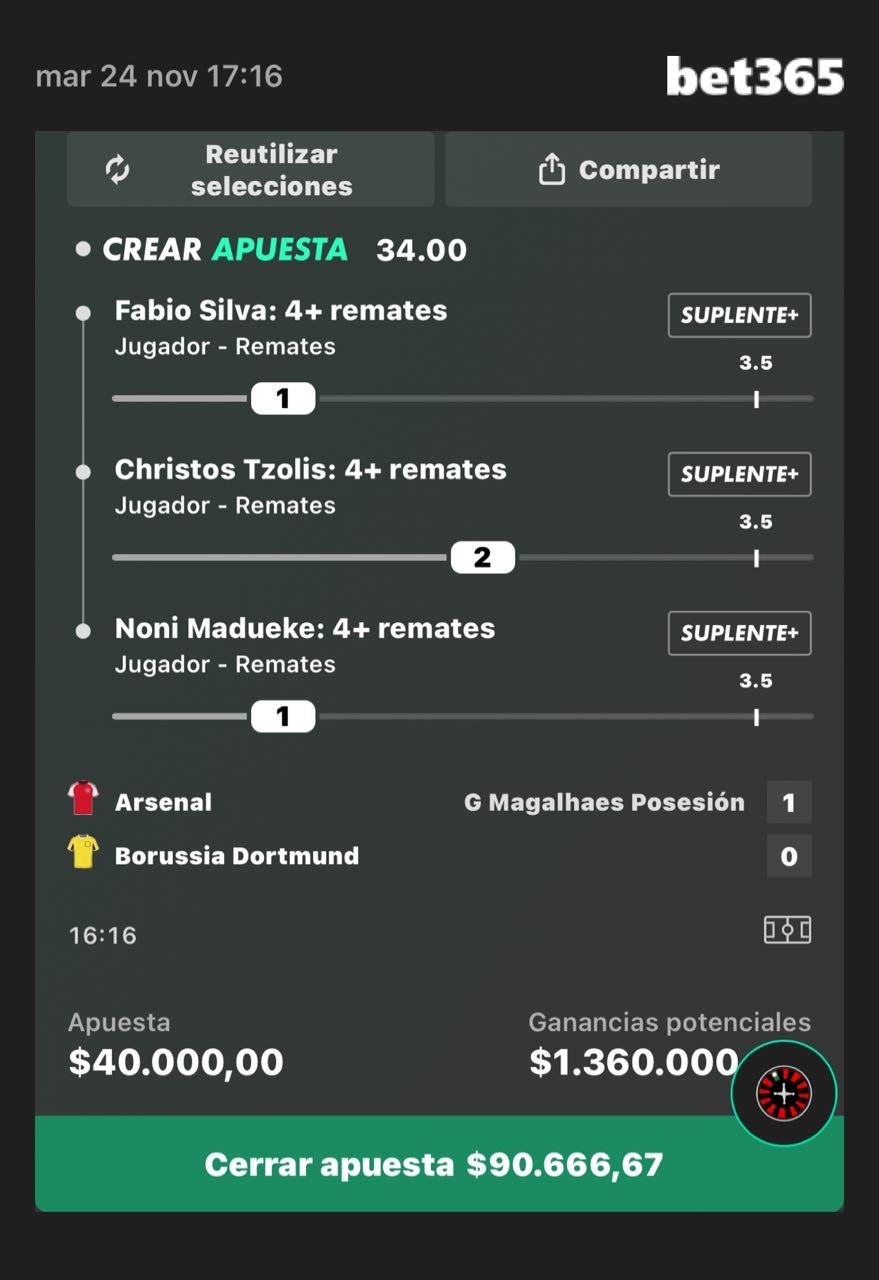 mar 24 nov 17:16
bet365
Reutilizar
selecciones
Compartir
CREAR APUESTA 34.00
Fabio Silva: 4+ remates
SUPLENTE+
Jugador - Remates
3.5
1
Christos Tzolis: 4+ remates
SUPLENTE+
Jugador - Remates
3.5
2
Noni Madueke: 4+ remates
SUPLENTE+
Jugador - Remates
3.5
1
Arsenal G Magalhaes Posesión 1
Borussia Dortmund 0
16:16
Apuesta Ganancias potenciales
$40.000,00 $1.360.000
Cerrar apuesta $90.666,67